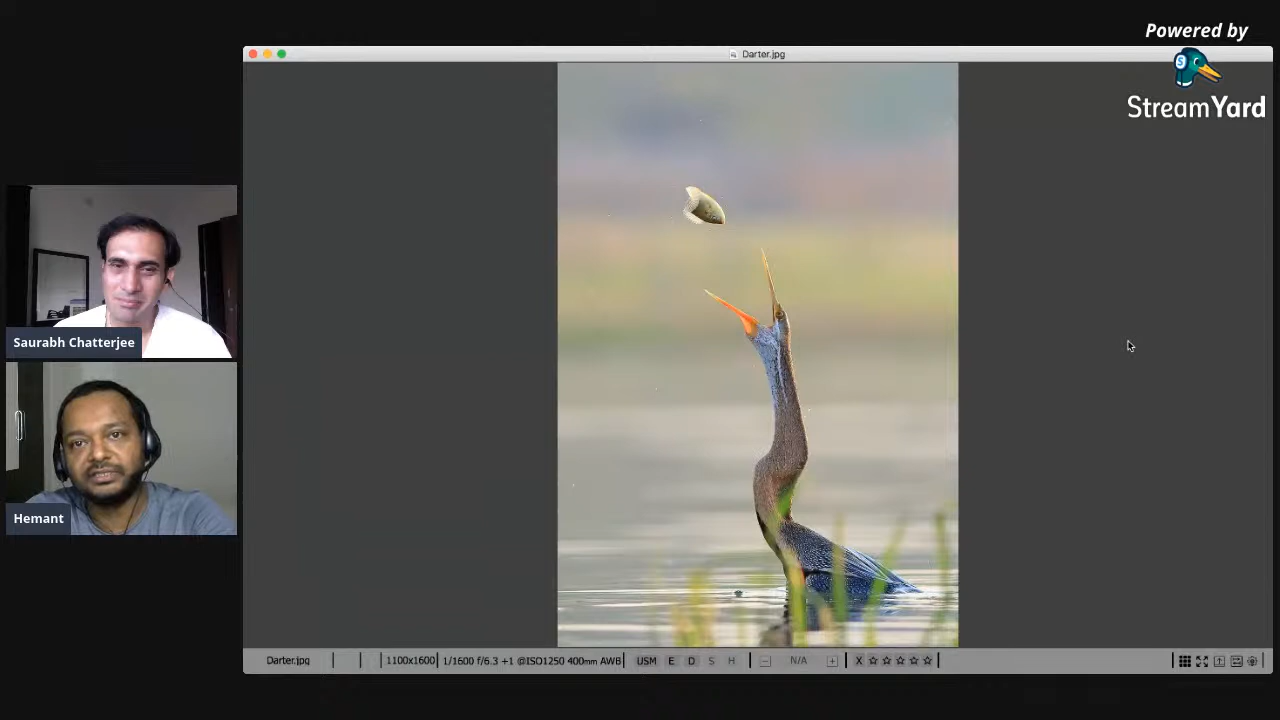 Powered by
StreamYard
Darter.jpg
Saurabh Chatterjee
Hemant
Darter.jpg 1100x1600 1/1600 f/6.3 +1 @ISO1250 400mm AWB USM E D S H N/A X